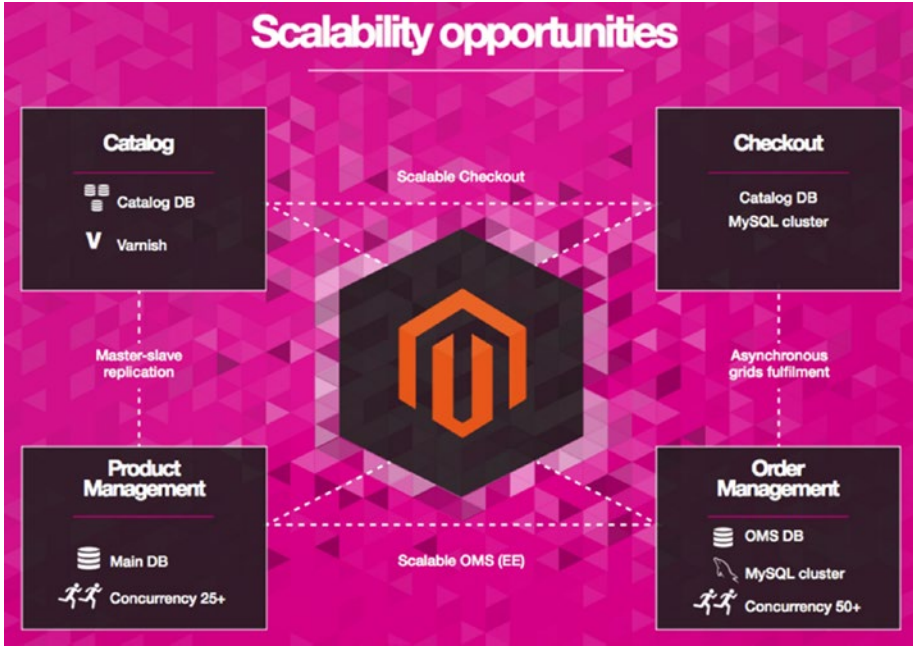 Scalability opportunities
Catalog
Catalog DB
Varnish
Scalable Checkout
Checkout
Catalog DB
MySQL cluster
Master-slave
replication
Asynchronous
grids fulfilment
Product
Management
Main DB
Concurrency 25+
Scalable OMS (EE)
Order
Management
OMS DB
MySQL cluster
Concurrency 50+